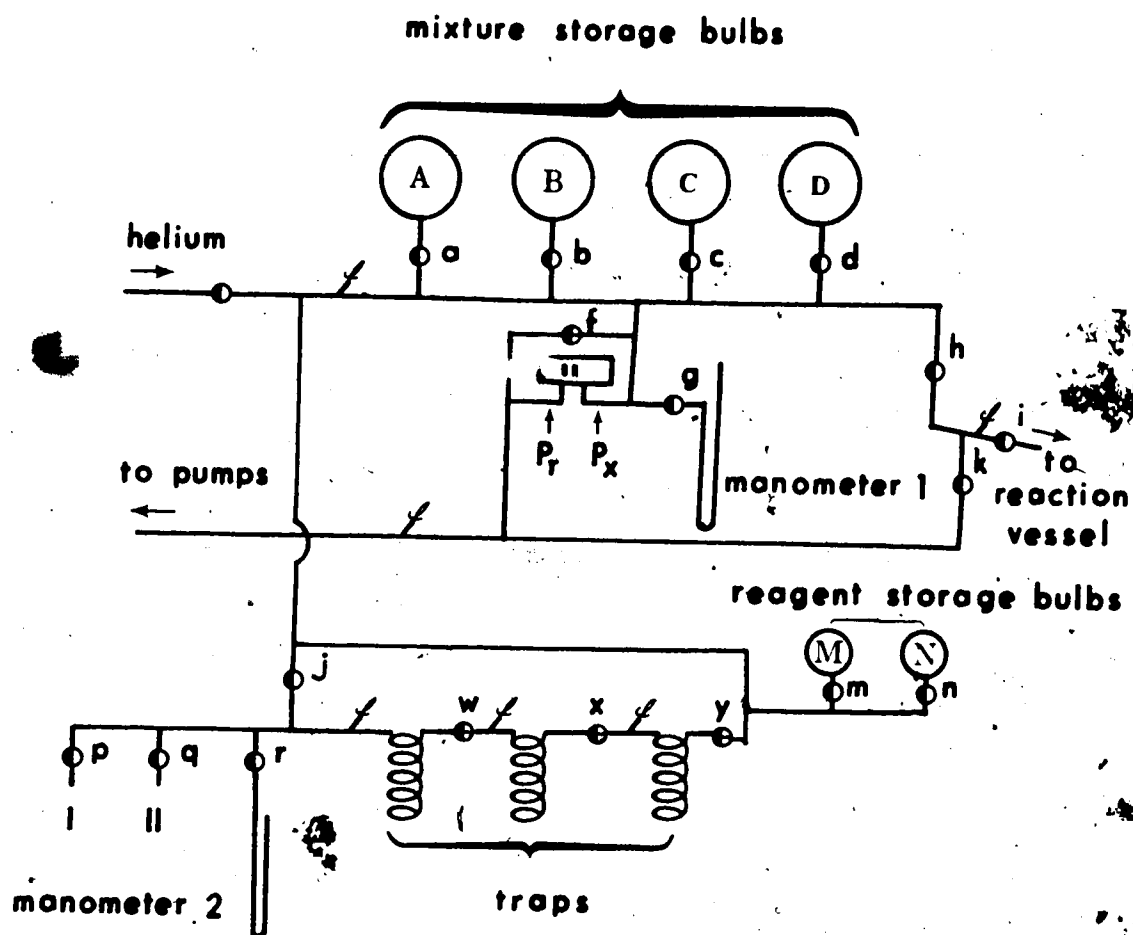 mixture storage bulbs
A B C D
helium
a b c d
f
h
g
i
Pr Px
to pumps
manometer 1
k
to
reaction
vessel
reagent storage bulbs
M N
j
m n
w x y
p q r
I II
manometer 2
traps